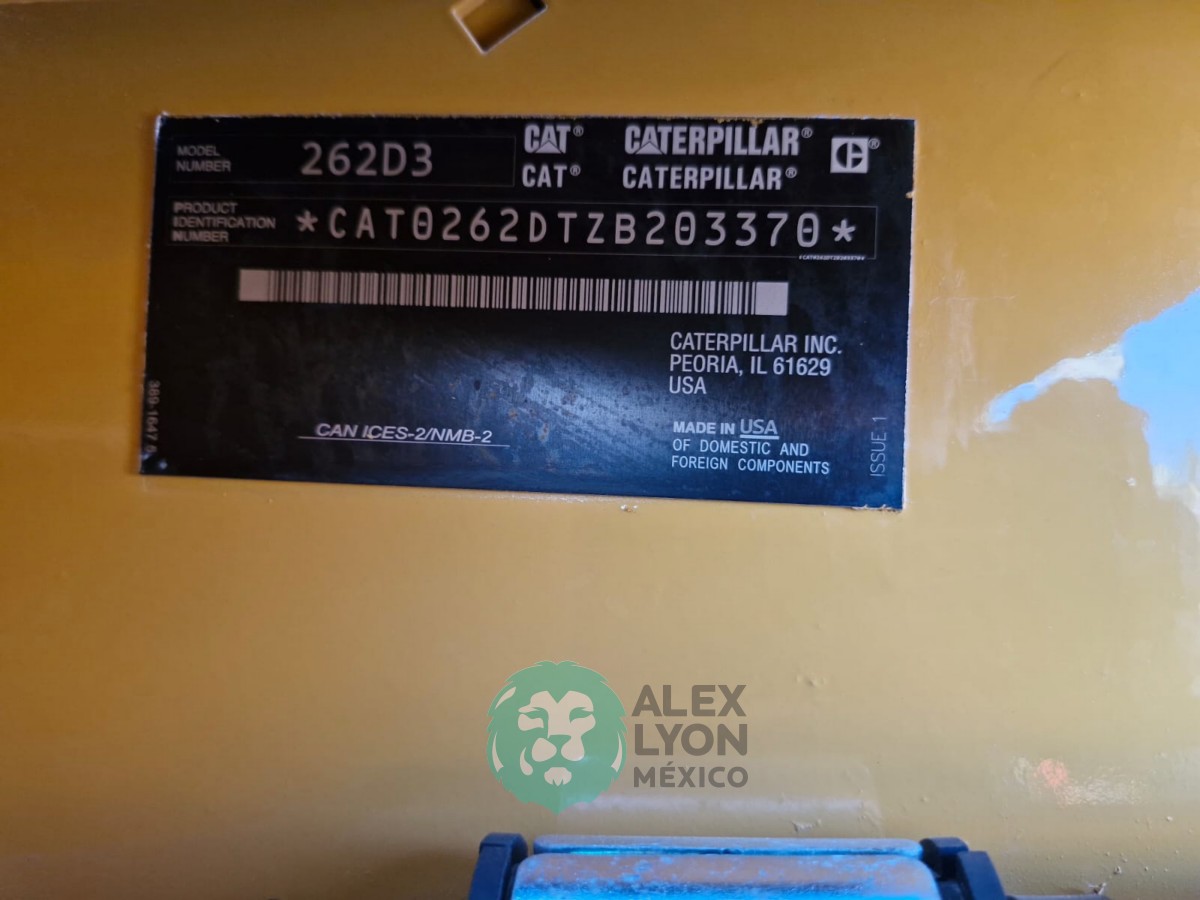 MODEL
NUMBER
262D3
CAT® CATERPILLAR® C®
CAT® CATERPILLAR®
PRODUCT
IDENTIFICATION
NUMBER
*CAT0262DTZB203370*
CATERPILLAR INC.
PEORIA, IL 61629
USA
CAN ICES-2/NMB-2
MADE IN USA
OF DOMESTIC AND
FOREIGN COMPONENTS
ISSUE 1
ALEX
LYON
MÉXICO